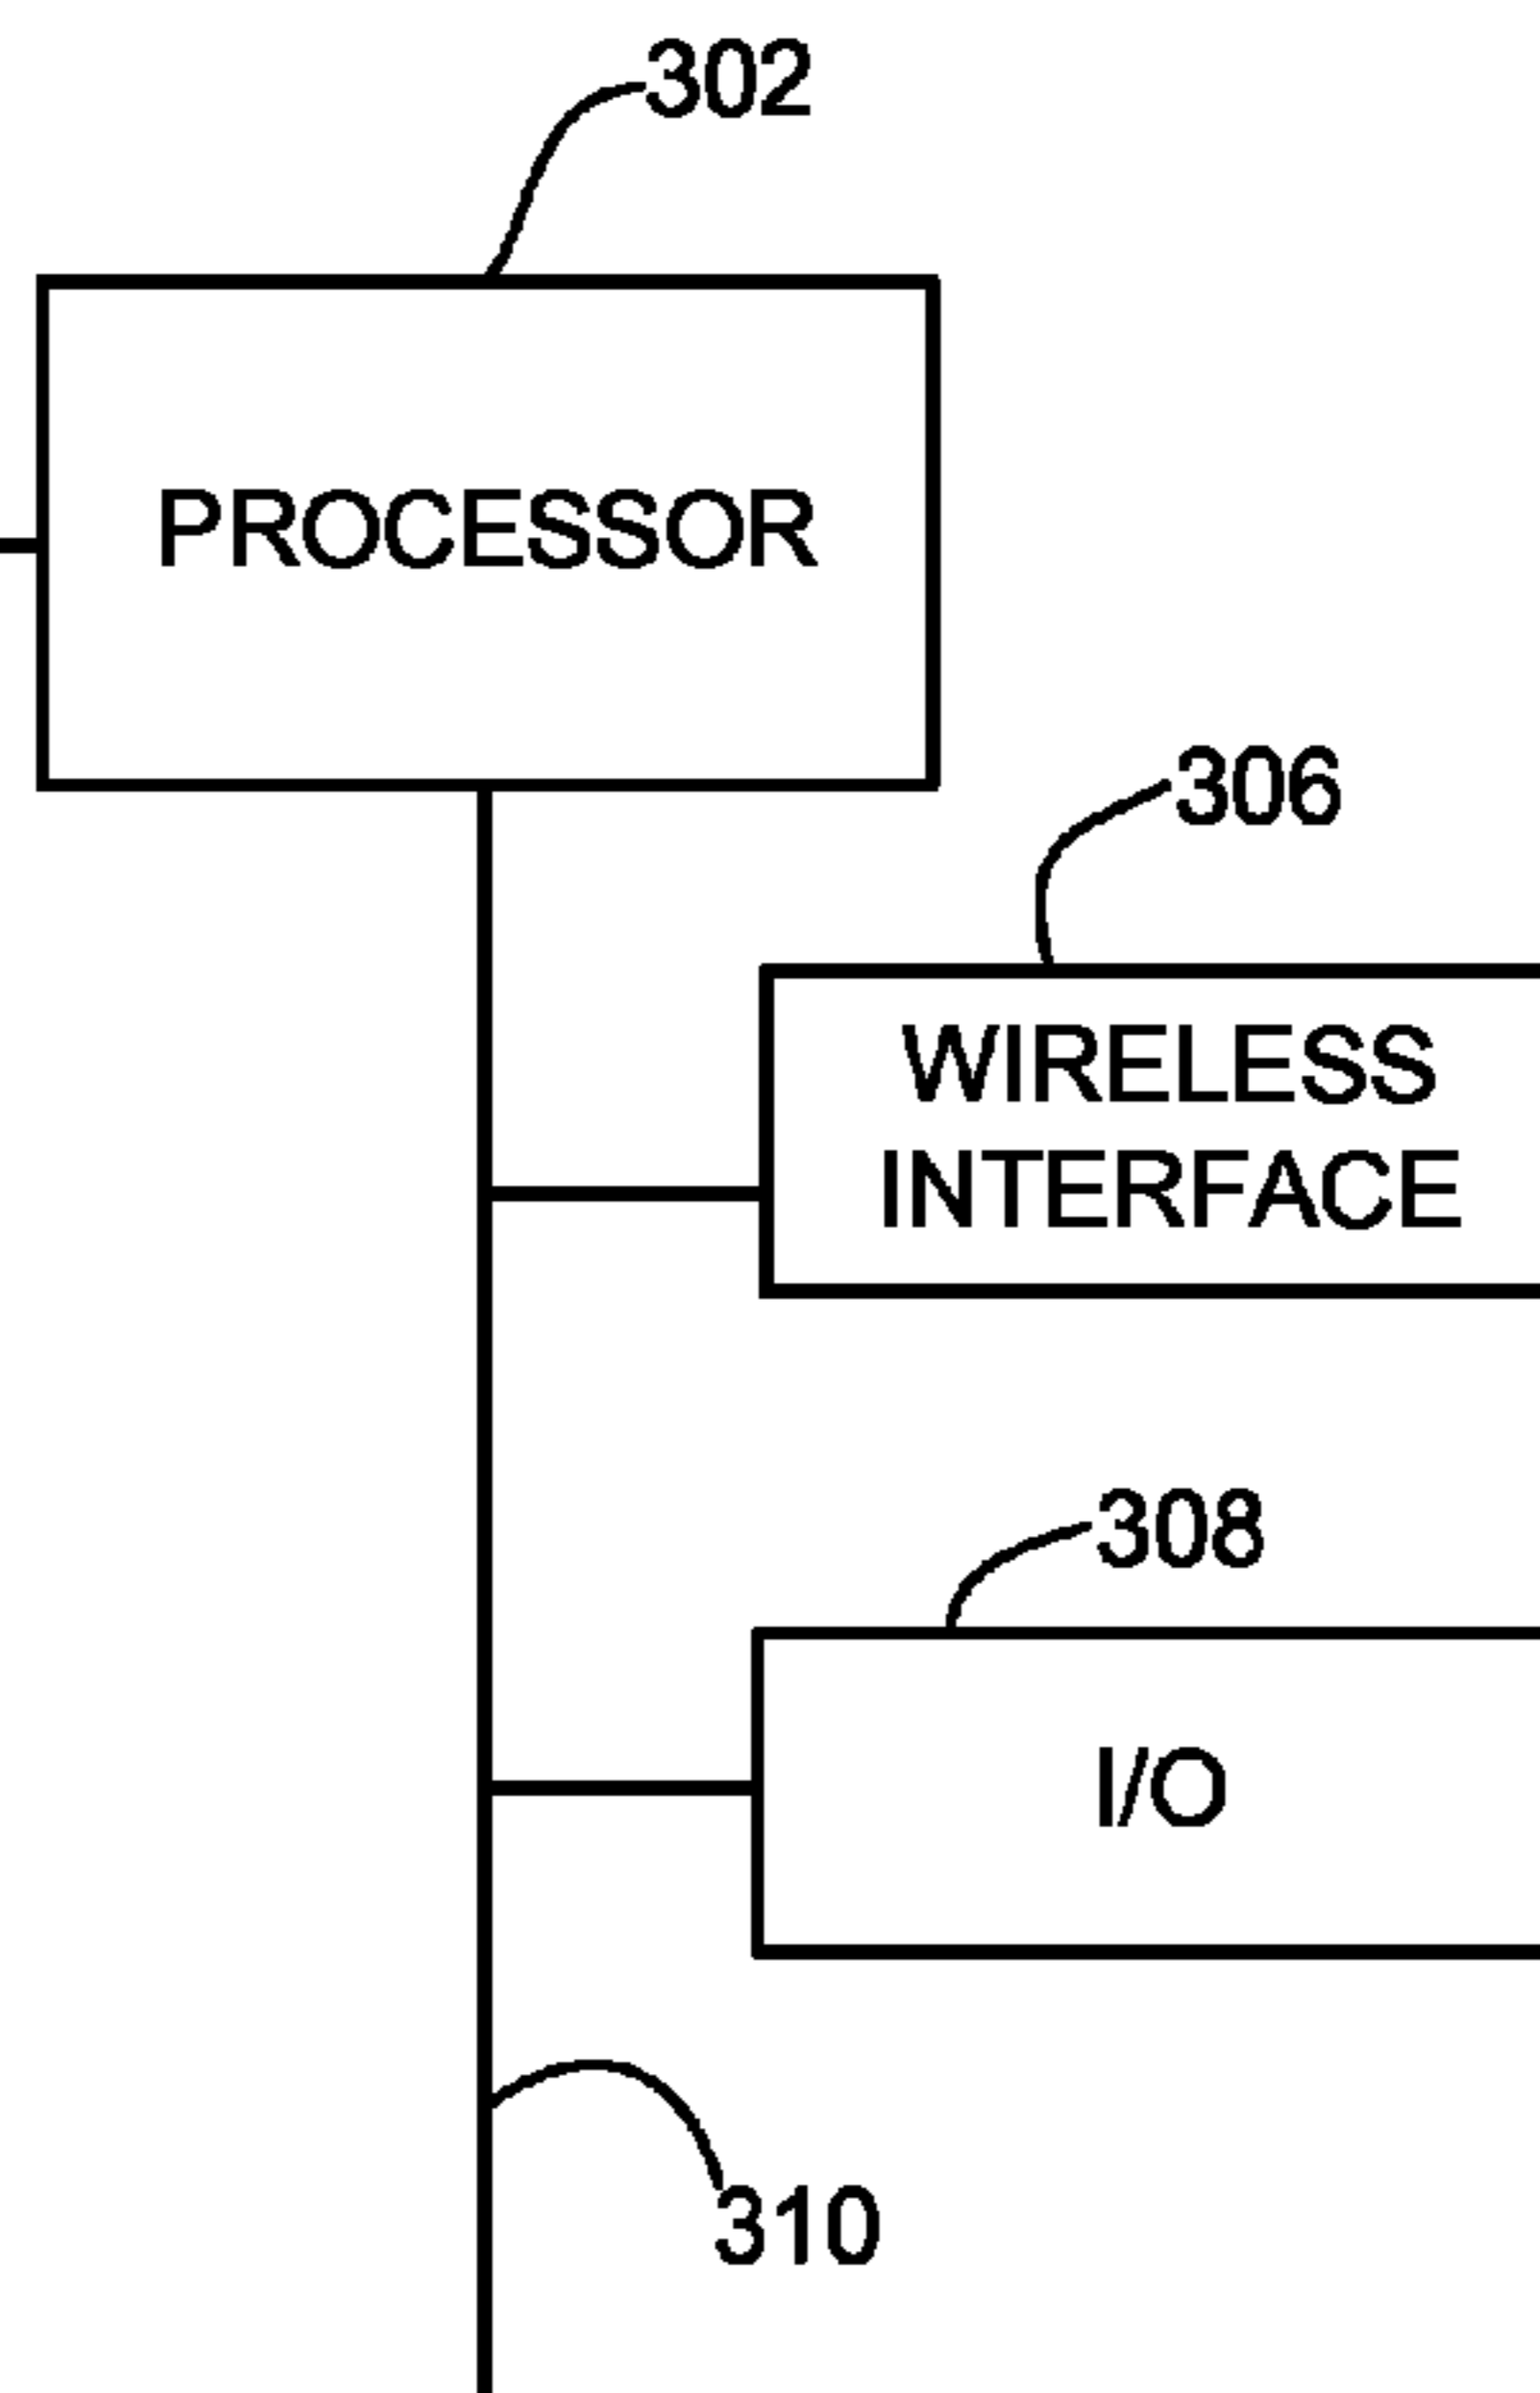 302
PROCESSOR
306
WIRELESS
INTERFACE
308
I/O
310